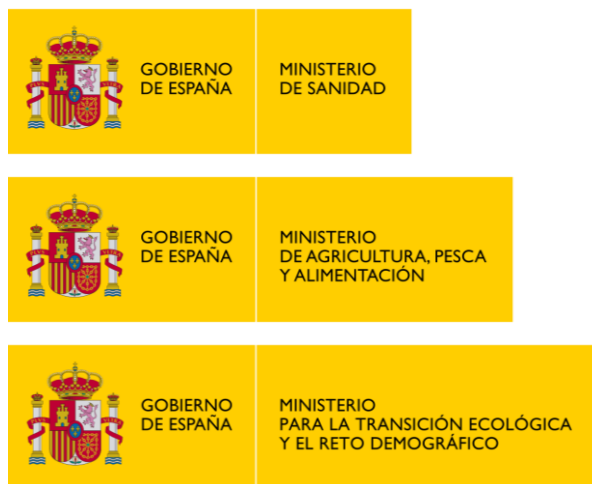 GOBIERNO
DE ESPAÑA
MINISTERIO
DE SANIDAD
GOBIERNO
DE ESPAÑA
MINISTERIO
DE AGRICULTURA, PESCA
Y ALIMENTACIÓN
GOBIERNO
DE ESPAÑA
MINISTERIO
PARA LA TRANSICIÓN ECOLÓGICA
Y EL RETO DEMOGRÁFICO